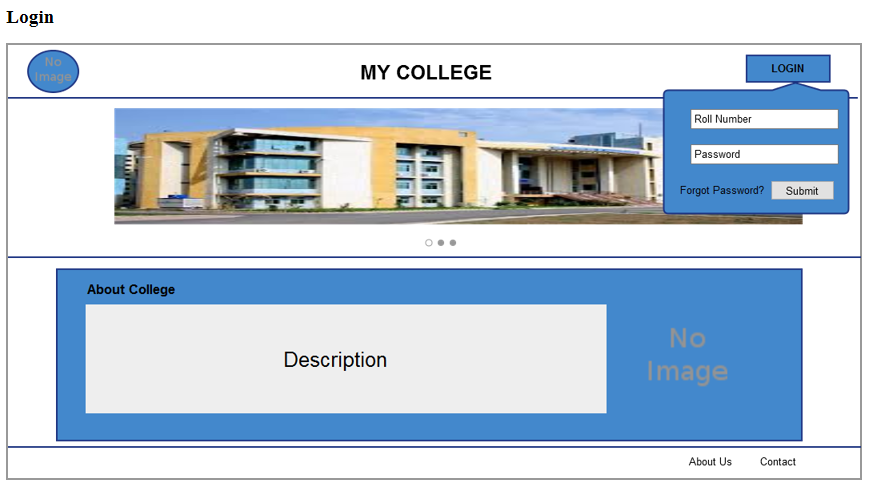 Login
No
Image
MY COLLEGE
LOGIN
Roll Number
Password
Forgot Password? Submit
About College
Description
No
Image
About Us Contact